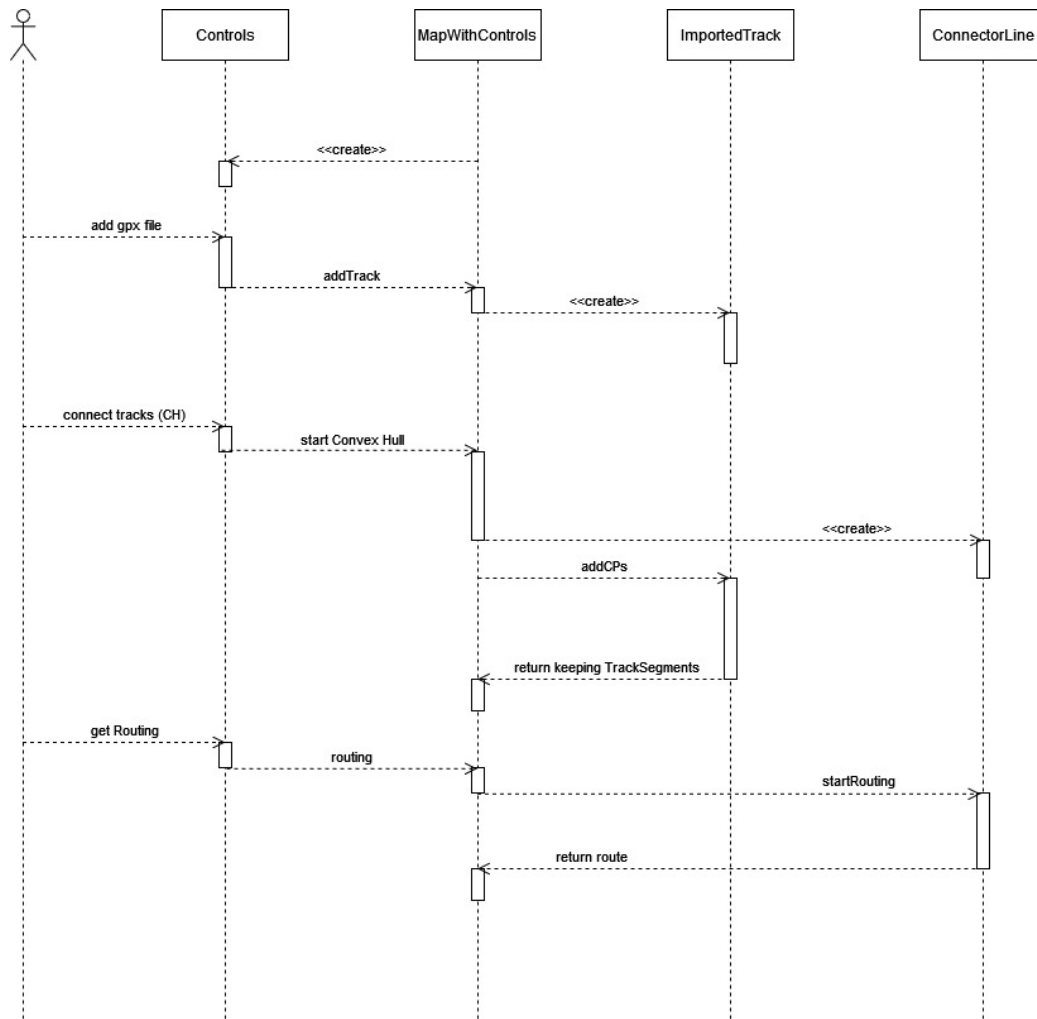 Controls
MapWithControls
ImportedTrack
ConnectorLine
<<create>>
add gpx file
addTrack
<<create>>
connect tracks (CH)
start Convex Hull
<<create>>
addCPs
return keeping TrackSegments
get Routing
routing
startRouting
return route